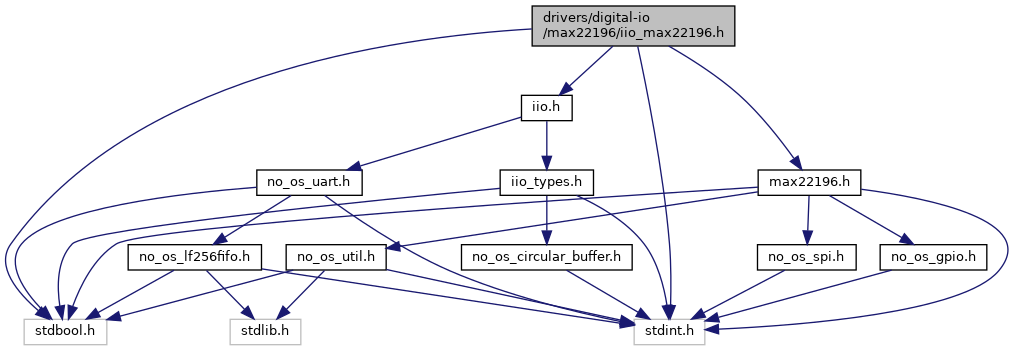 drivers/digital-io
/max22196/iio_max22196.h
iio.h
no_os_uart.h
iio_types.h
max22196.h
no_os_lf256fifo.h
no_os_util.h
no_os_circular_buffer.h
no_os_spi.h
no_os_gpio.h
stdbool.h
stdlib.h
stdint.h